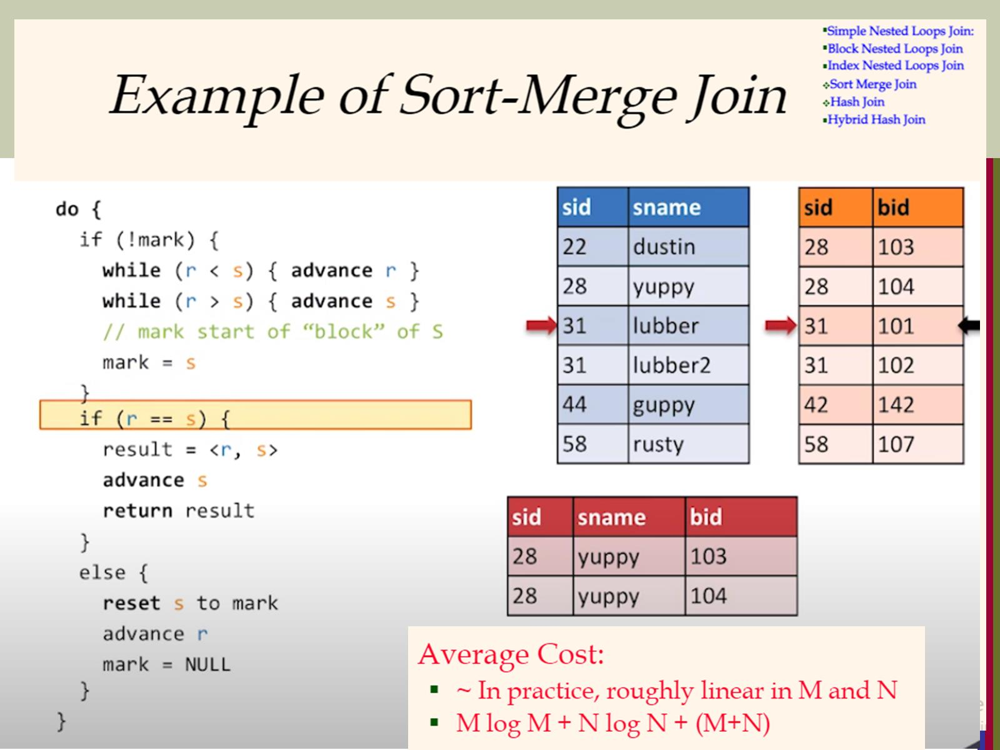 Example of Sort-Merge Join
▪Simple Nested Loops Join:
▪Block Nested Loops Join
▪Index Nested Loops Join
❖Sort Merge Join
❖Hash Join
▪Hybrid Hash Join
do {
if (!mark) {
while (r < s) { advance r }
while (r > s) { advance s }
// mark start of “block” of S
mark = s
}
if (r == s) {
result = <r, s>
advance s
return result
}
else {
reset s to mark
advance r
mark = NULL
}
}
sid sname
22 dustin
28 yuppy
31 lubber
31 lubber2
44 guppy
58 rusty
sid bid
28 103
28 104
31 101
31 102
42 142
58 107
sid sname bid
28 yuppy 103
28 yuppy 104
Average Cost:
▪ ~ In practice, roughly linear in M and N
▪ M log M + N log N + (M+N)